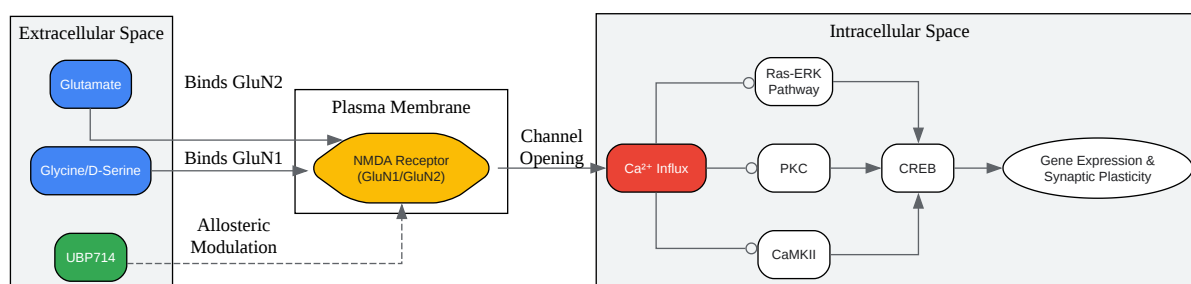 Extracellular Space
Glutamate
Glycine/D-Serine
UBP714
Binds GluN2
Binds GluN1
Allosteric
Modulation
Plasma Membrane
NMDA Receptor
(GluN1/GluN2)
Channel
Opening
Intracellular Space
Ca²⁺ Influx
Ras-ERK
Pathway
PKC
CaMKII
CREB
Gene Expression &
Synaptic Plasticity